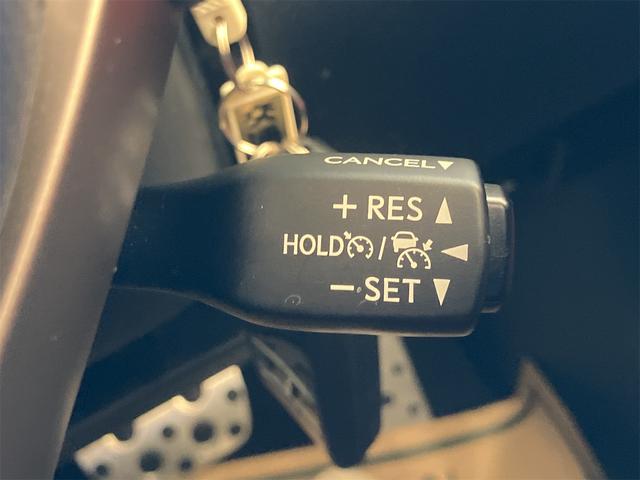 CANCEL▼
+ RES ▲
HOLD / ◀
− SET ▼